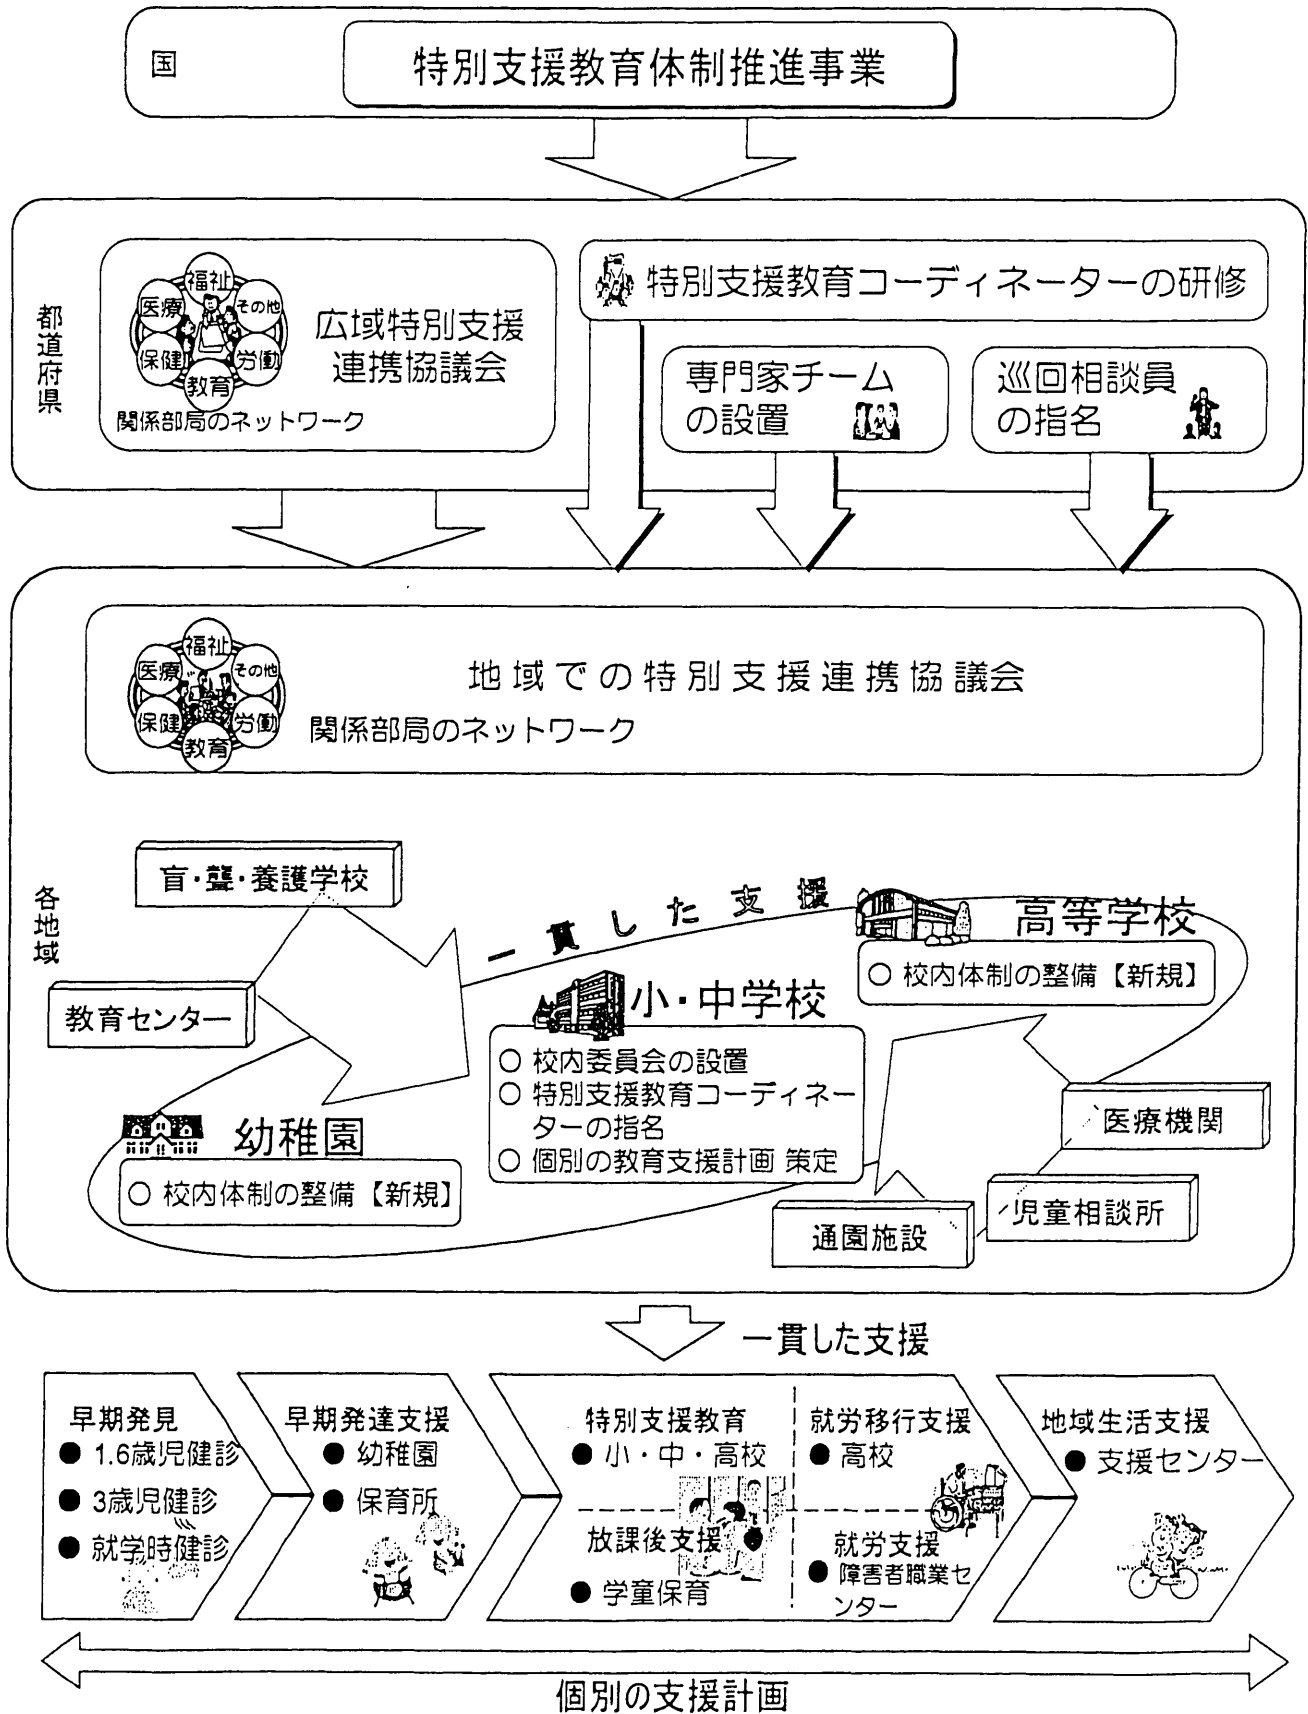 国
特別支援教育体制推進事業
都道府県
福祉
医療
その他
保健
労働
教育
広域特別支援
連携協議会
関係部局のネットワーク
特別支援教育コーディネーターの研修
専門家チーム
の設置
巡回相談員
の指名
福祉
医療
その他
保健
労働
教育
地域での特別支援連携協議会
関係部局のネットワーク
各地域
盲・聾・養護学校
教育センター
一貫した支援
高等学校
○ 校内体制の整備【新規】
小・中学校
○ 校内委員会の設置
○ 特別支援教育コーディネー
ターの指名
○ 個別の教育支援計画 策定
幼稚園
○ 校内体制の整備【新規】
医療機関
児童相談所
通園施設
一貫した支援
早期発見
● 1.6歳児健診
● 3歳児健診
● 就学時健診
早期発達支援
● 幼稚園
● 保育所
特別支援教育
● 小・中・高校
放課後支援
● 学童保育
就労移行支援
● 高校
就労支援
● 障害者職業セ
ンター
地域生活支援
● 支援センター
個別の支援計画